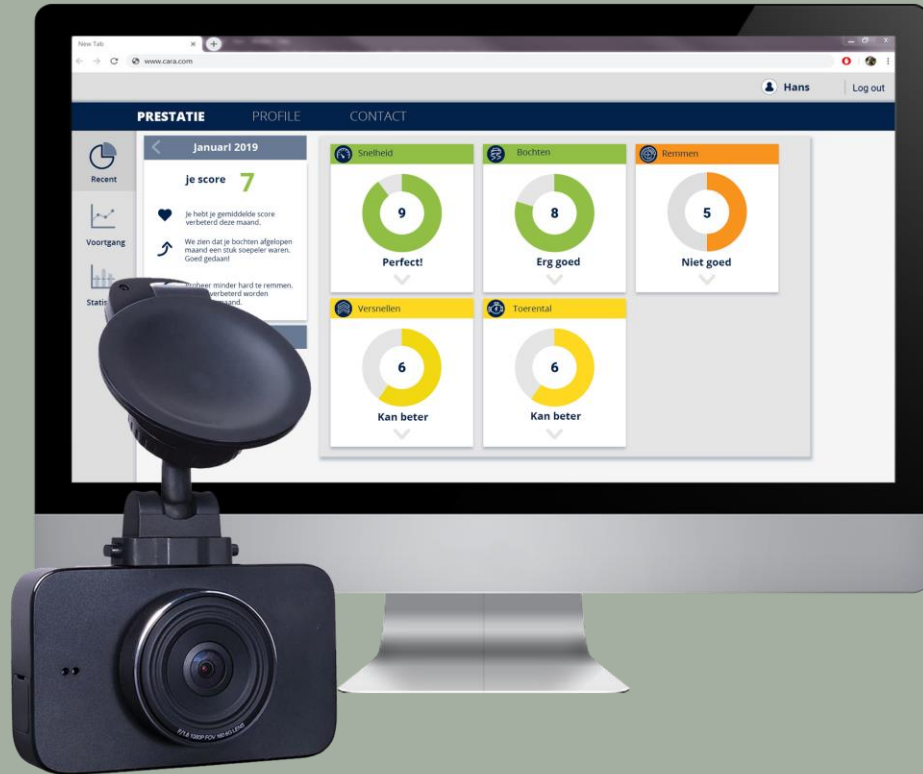 New Tab
www.cara.com
Hans
Log out
PRESTATIE PROFILE CONTACT
Recent
Voortgang
Januari 2019
je score 7
Je hebt je gemiddelde score
verbeterd deze maand.
We zien dat je bochten afgelopen
maand een stuk soepeler waren.
Goed gedaan!
minder hard te remmen.
verbeterd worden
maand.
Snelheid
9
Perfect!
Bochten
8
Erg goed
Remmen
5
Niet goed
Versnellen
6
Kan beter
Toerental
6
Kan beter